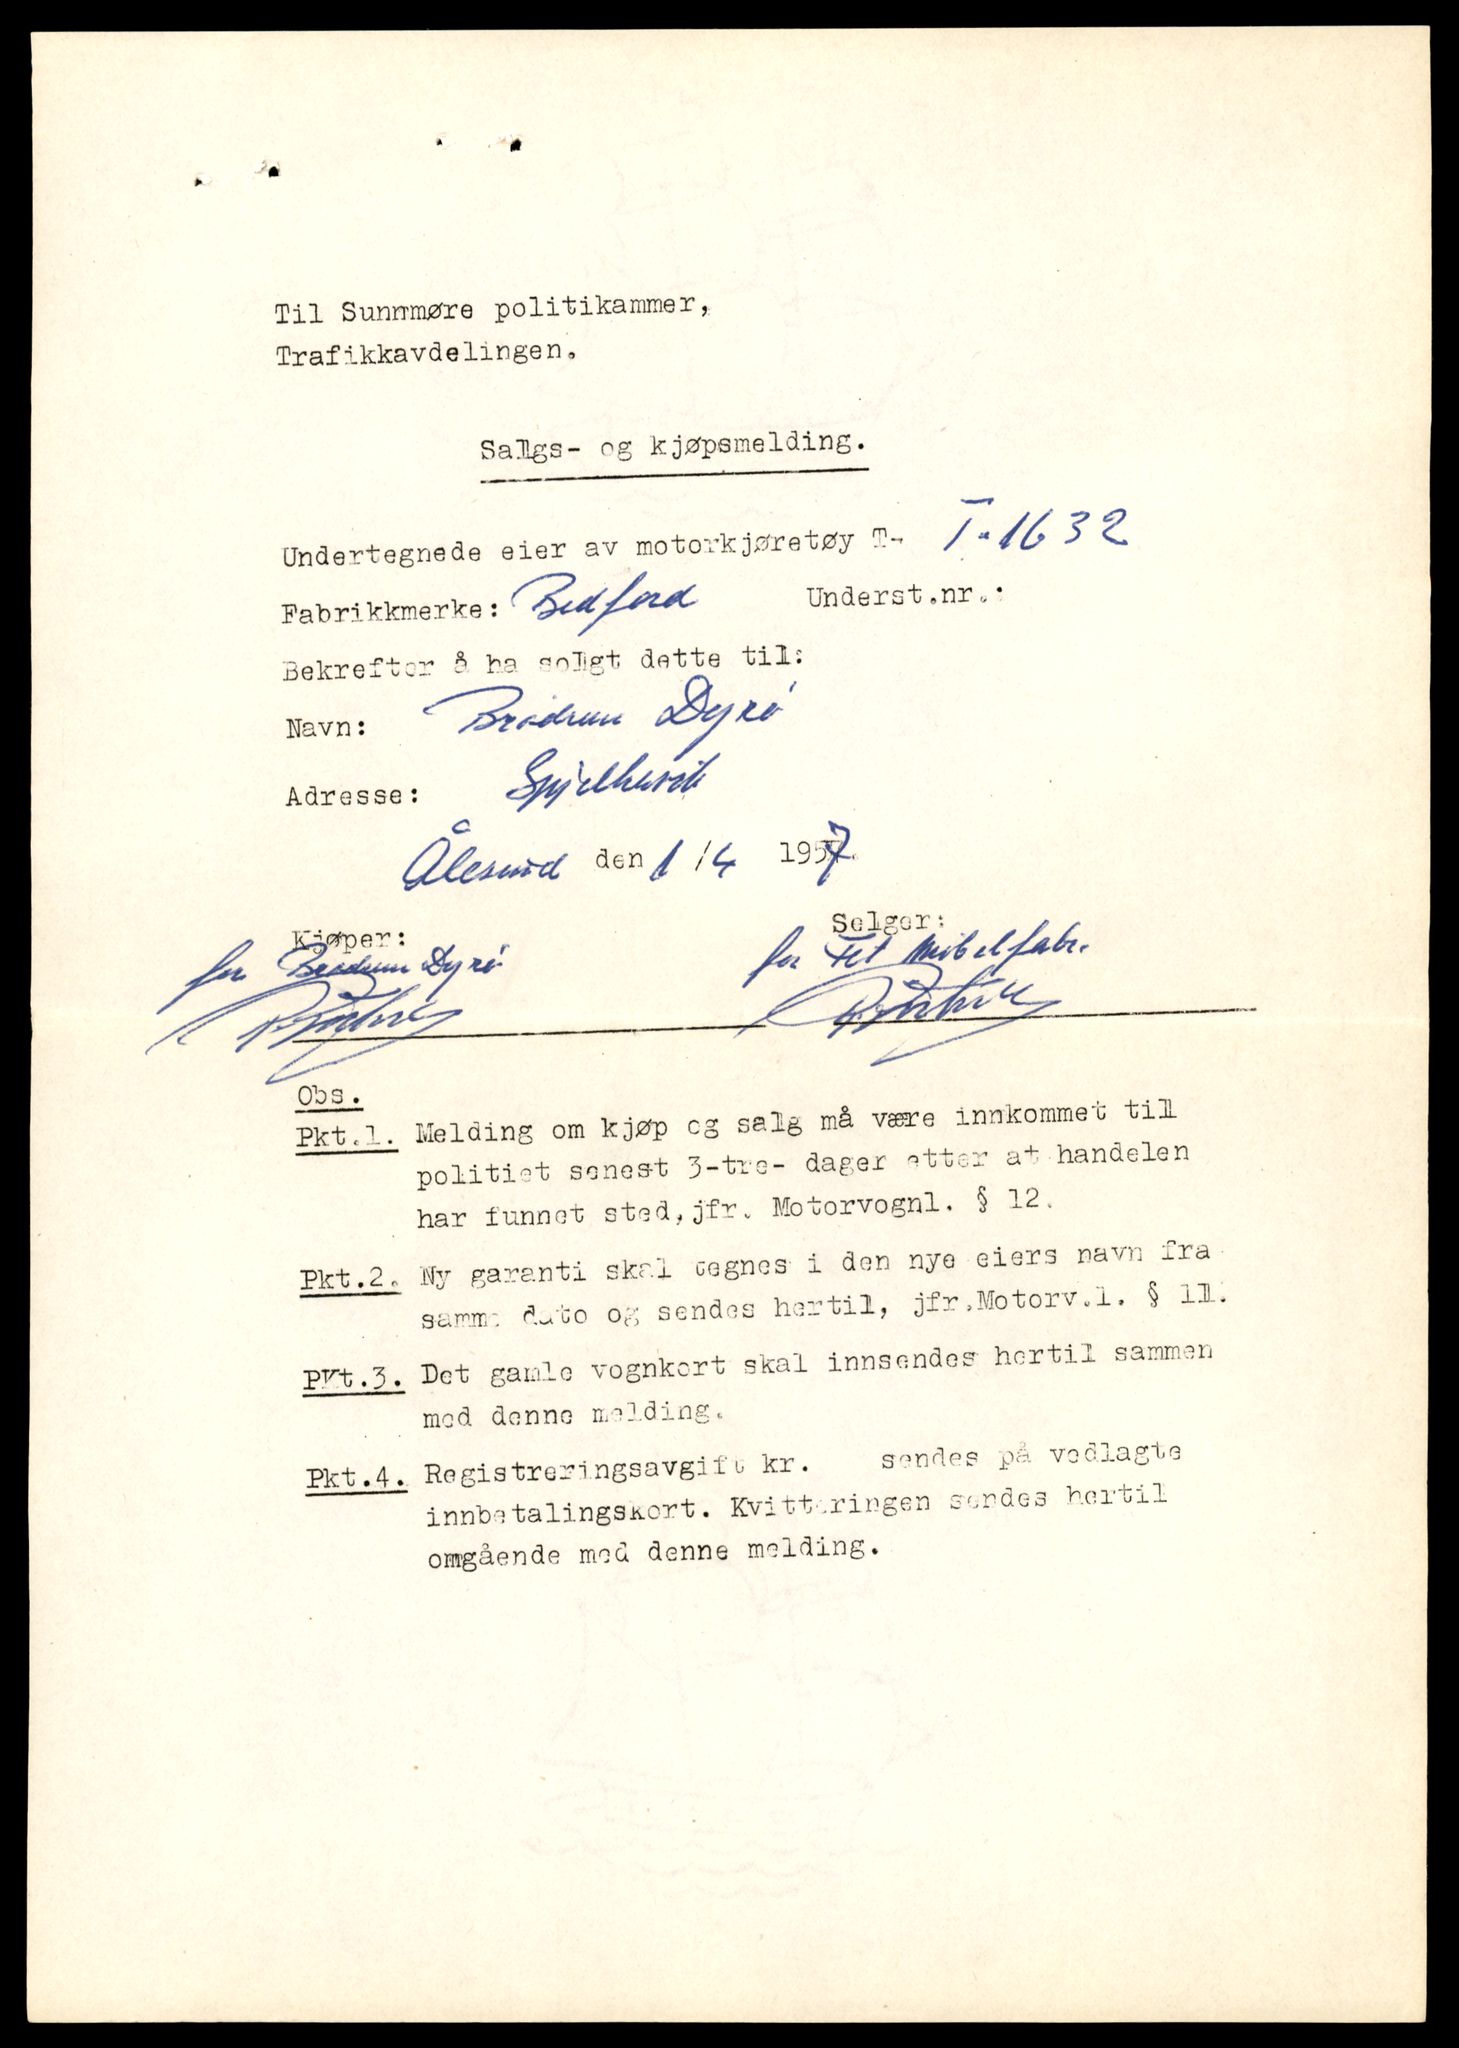 Til Sunnmøre politikammer,
Trafikkavdelingen.
Salgs- og kjøpsmelding.
Undertegnede eier av motorkjøretøy T- T-1632
Fabrikkmerke: Bedford Underst.nr.:
Bekrefter å ha solgt dette til:
Navn: Brødrene Dyrø
Adresse: Spjelkavik
Ålesund den 1/4 1957.
Kjøper: Selger:
for Brødrene Dyrø for Fet Møbelfabr.
Obs.
Pkt.1. Melding om kjøp og salg må være innkommet till
politiet senest 3-tre- dager etter at handelen
har funnet sted, jfr. Motorvognl. § 12.
Pkt.2. Ny garanti skal tegnes i den nye eiers navn fra
samme dato og sendes hertil, jfr.Motorv.l. § 11.
Pkt.3. Det gamle vognkort skal innsendes hertil sammen
med denne melding.
Pkt.4. Registreringsavgift kr. sendes på vedlagte
innbetalingskort. Kvitteringen sendes hertil
omgående med denne melding.